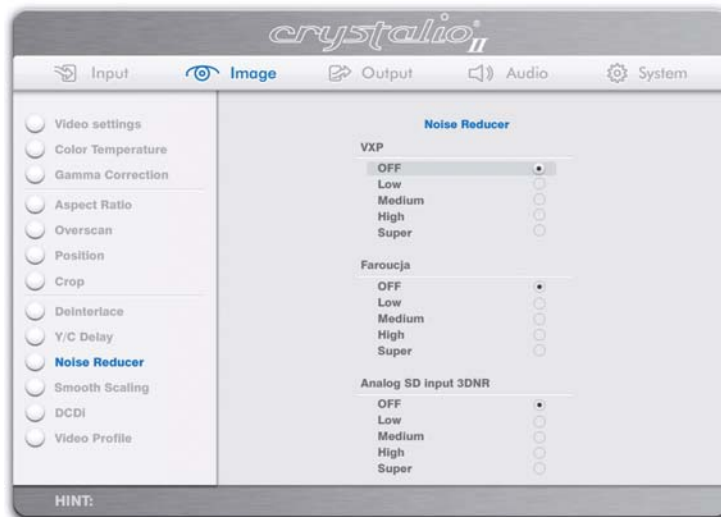 crystalio II
Input
Image
Output
Audio
System
Video settings
Color Temperature
Gamma Correction
Aspect Ratio
Overscan
Position
Crop
DeInterlace
Y/C Delay
Noise Reducer
Smooth Scaling
DCDi
Video Profile
Noise Reducer
VXP
OFF
Low
Medium
High
Super
Faroucja
OFF
Low
Medium
High
Super
Analog SD input 3DNR
OFF
Low
Medium
High
Super
HINT: